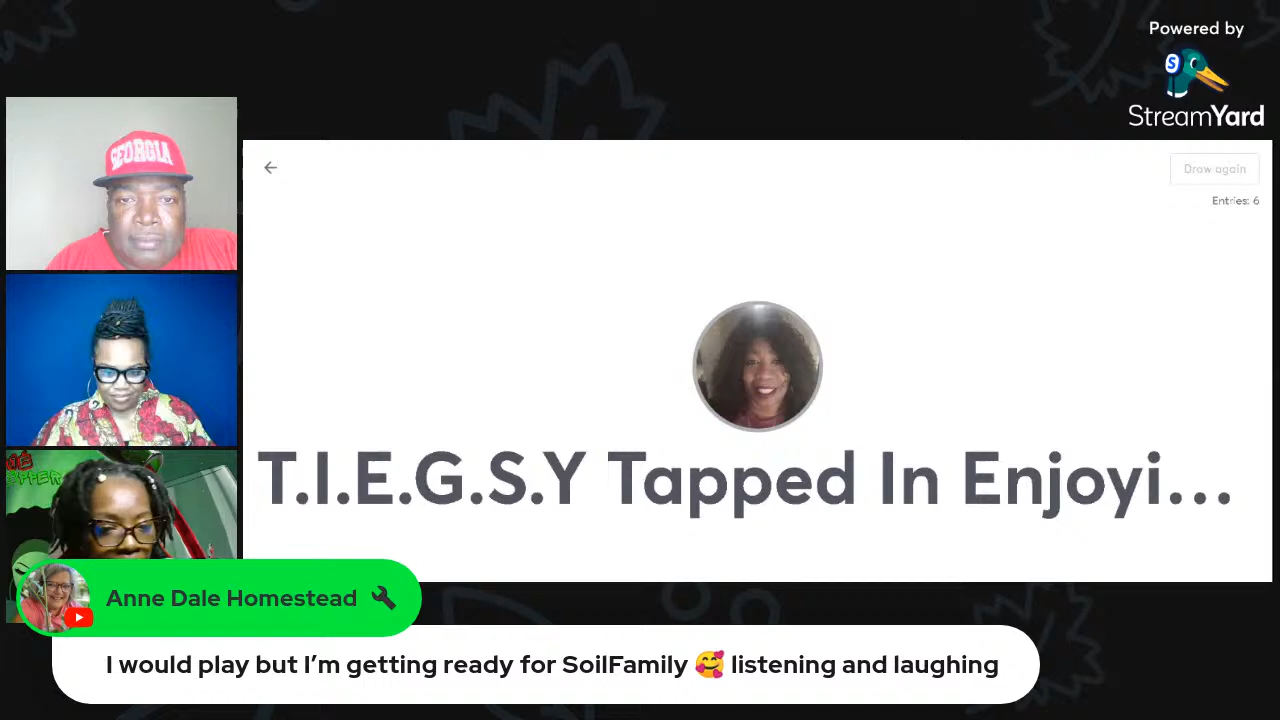 Powered by
StreamYard
GEORGIA
Draw again
Entries: 6
T.I.E.G.S.Y Tapped In Enjoyi...
Anne Dale Homestead
I would play but I’m getting ready for SoilFamily 🥰 listening and laughing